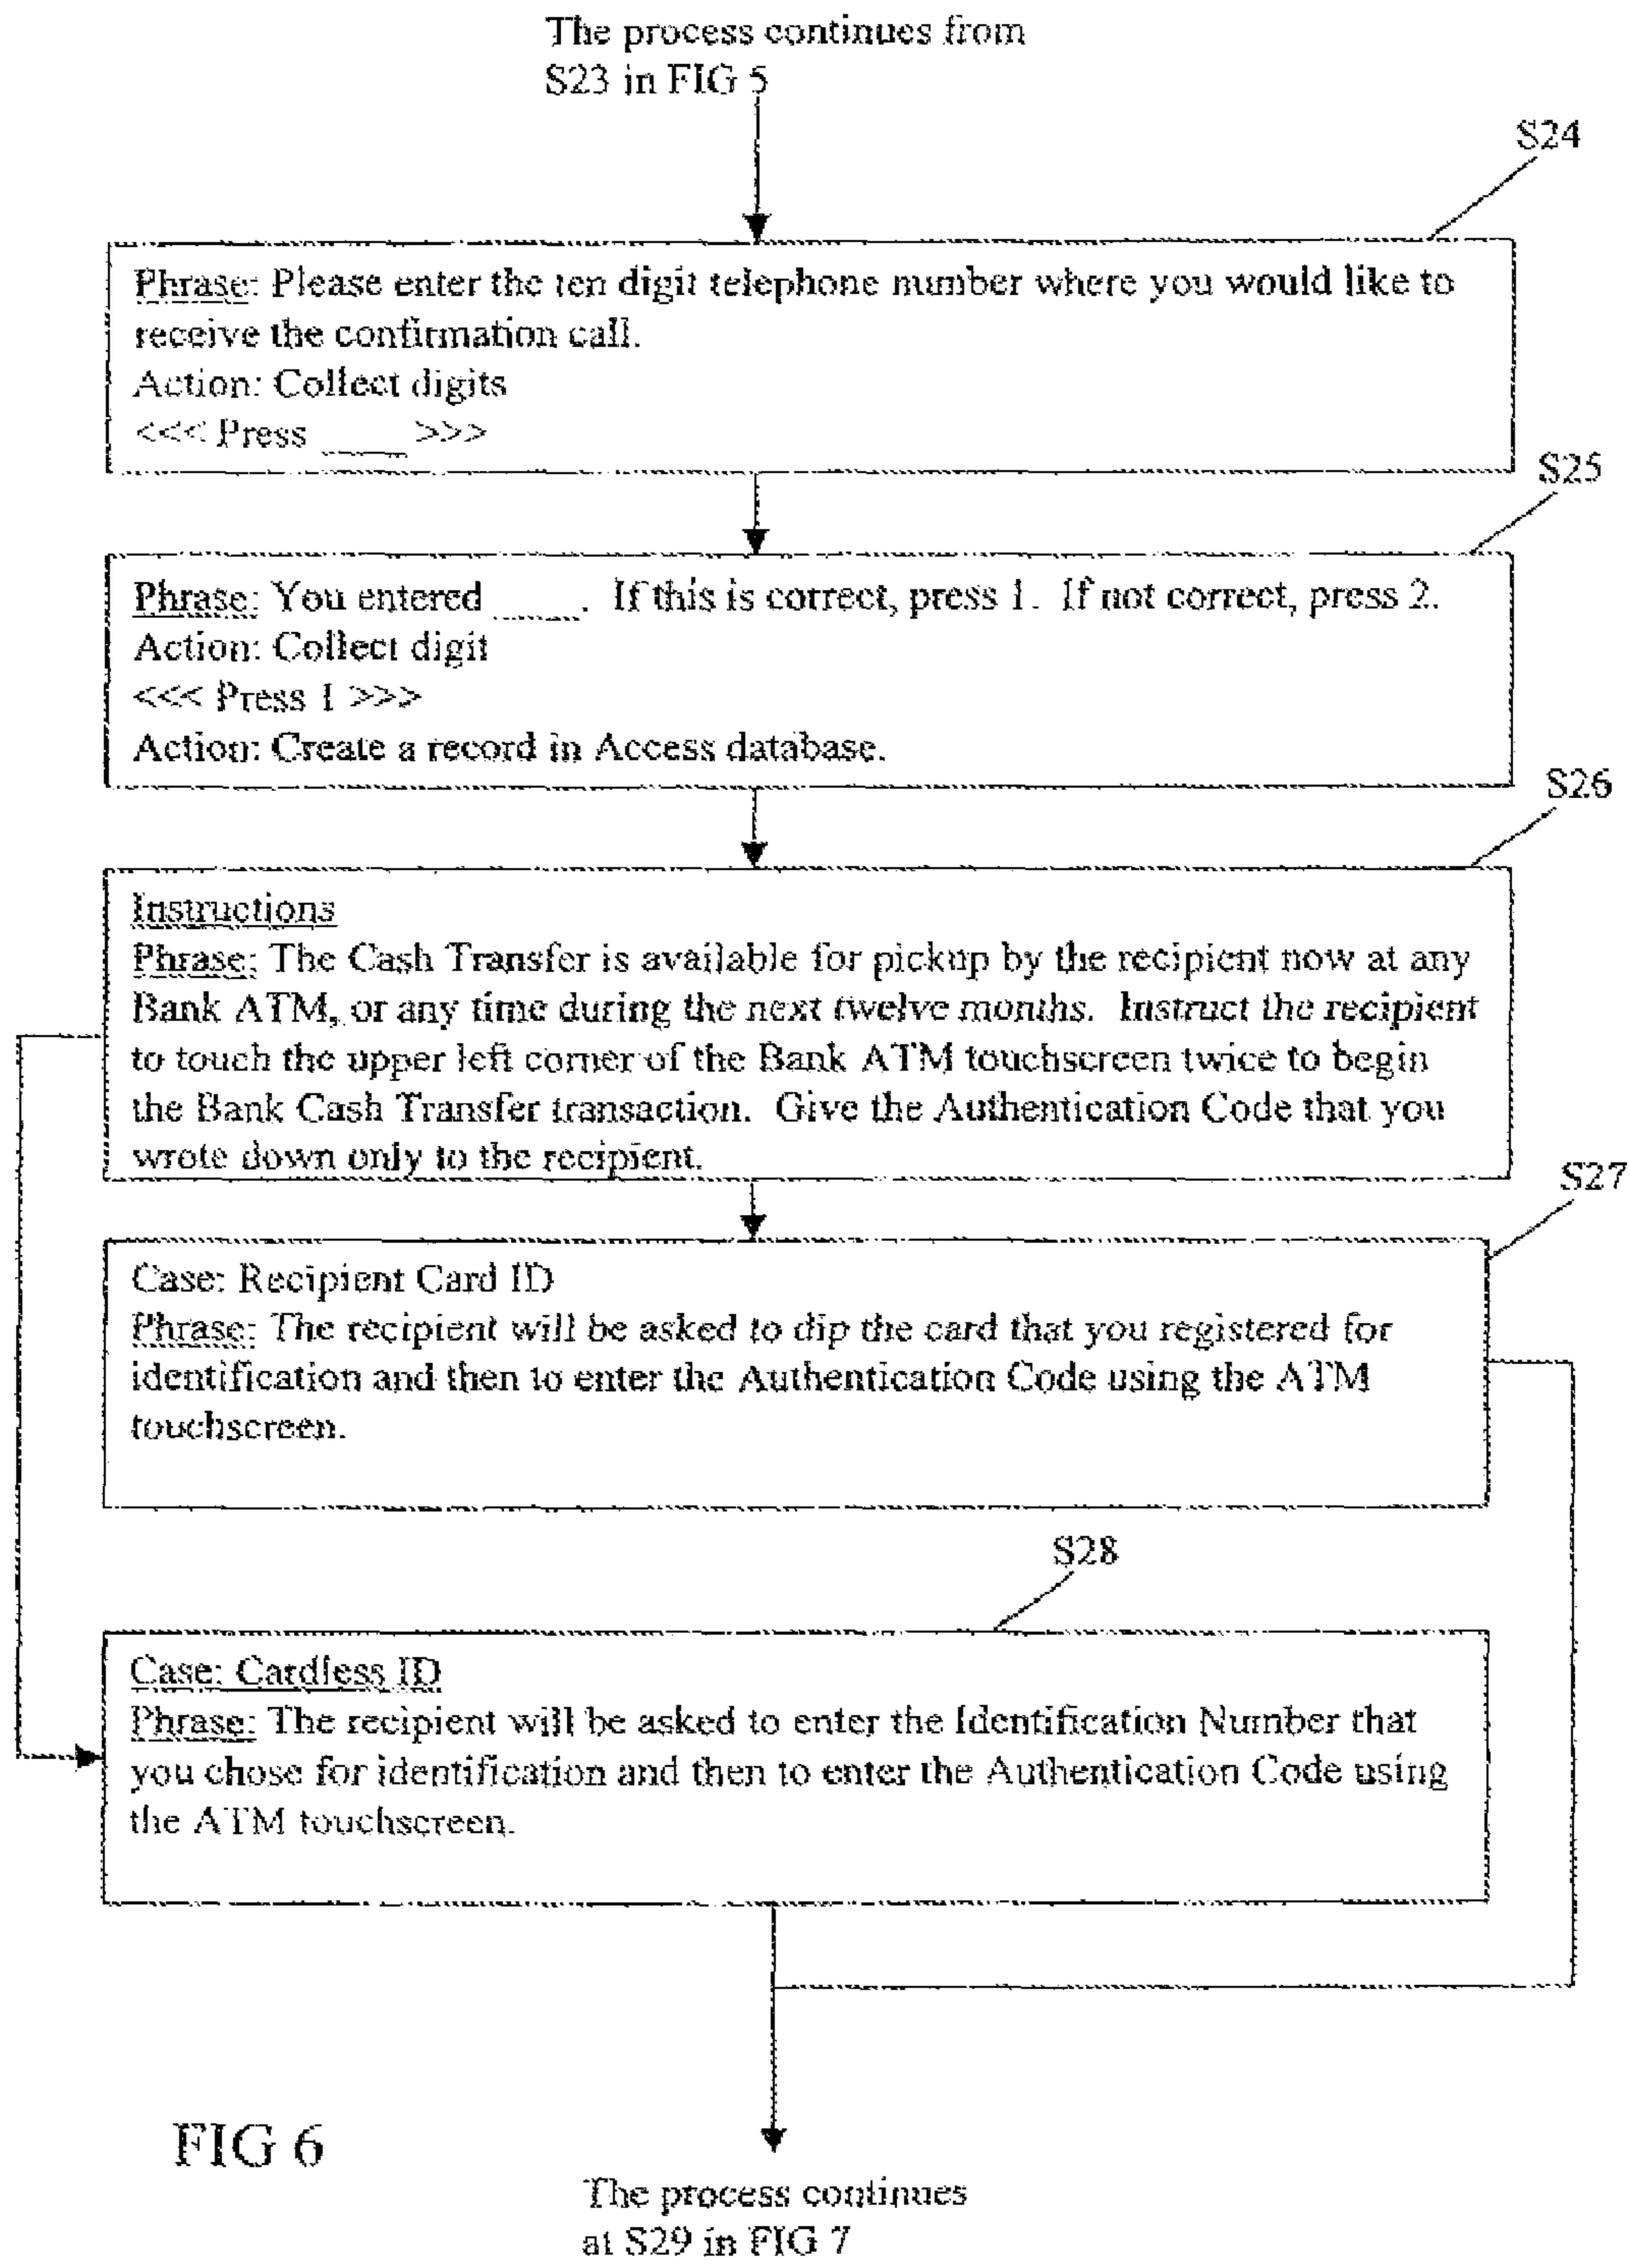 The process continues from
S23 in FIG 5
S24
Phrase: Please enter the ten digit telephone number where you would like to
receive the confirmation call.
Action: Collect digits
<<< Press ____ >>>
S25
Phrase: You entered ____. If this is correct, press 1. If not correct, press 2.
Action: Collect digit
<<< Press 1 >>>
Action: Create a record in Access database.
S26
Instructions
Phrase: The Cash Transfer is available for pickup by the recipient now at any
Bank ATM, or any time during the next twelve months. Instruct the recipient
to touch the upper left corner of the Bank ATM touchscreen twice to begin
the Bank Cash Transfer transaction. Give the Authentication Code that you
wrote down only to the recipient.
S27
Case: Recipient Card ID
Phrase: The recipient will be asked to dip the card that you registered for
identification and then to enter the Authentication Code using the ATM
touchscreen.
S28
Case: Cardless ID
Phrase: The recipient will be asked to enter the Identification Number that
you chose for identification and then to enter the Authentication Code using
the ATM touchscreen.
FIG 6
The process continues
at S29 in FIG 7